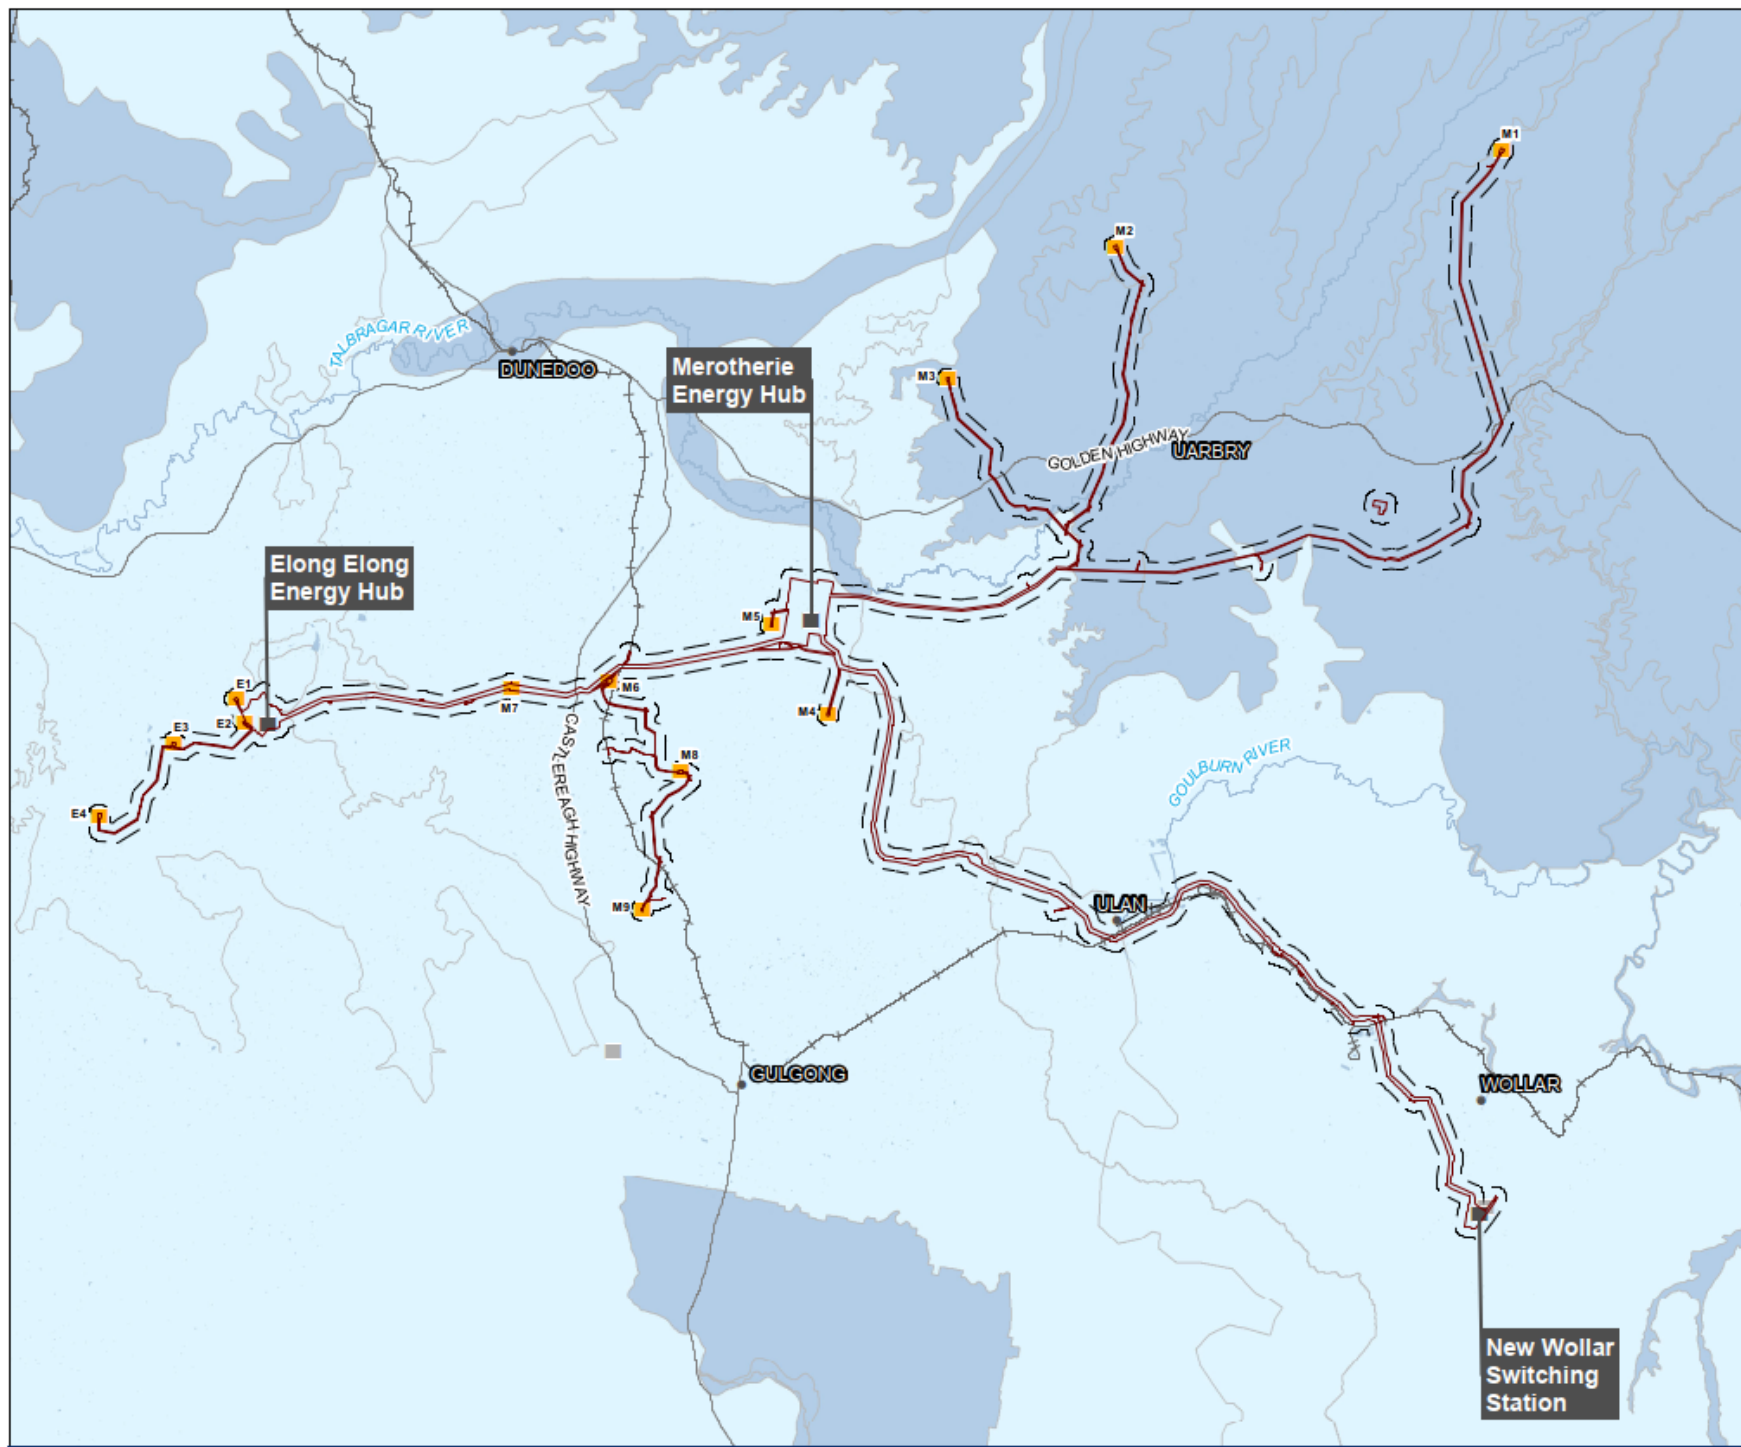 M1
M2
TALBRAGAR RIVER
DUNEDOO
Merotherie
Energy Hub
M3
GOLDEN HIGHWAY
UARBRY
Elong Elong
Energy Hub
M5
E1
M6
M7
M4
E2
E3
CASTLEREAGH HIGHWAY
M8
GOULBURN RIVER
E4
M9
ULAN
GULGONG
WOLLAR
New Wollar
Switching
Station